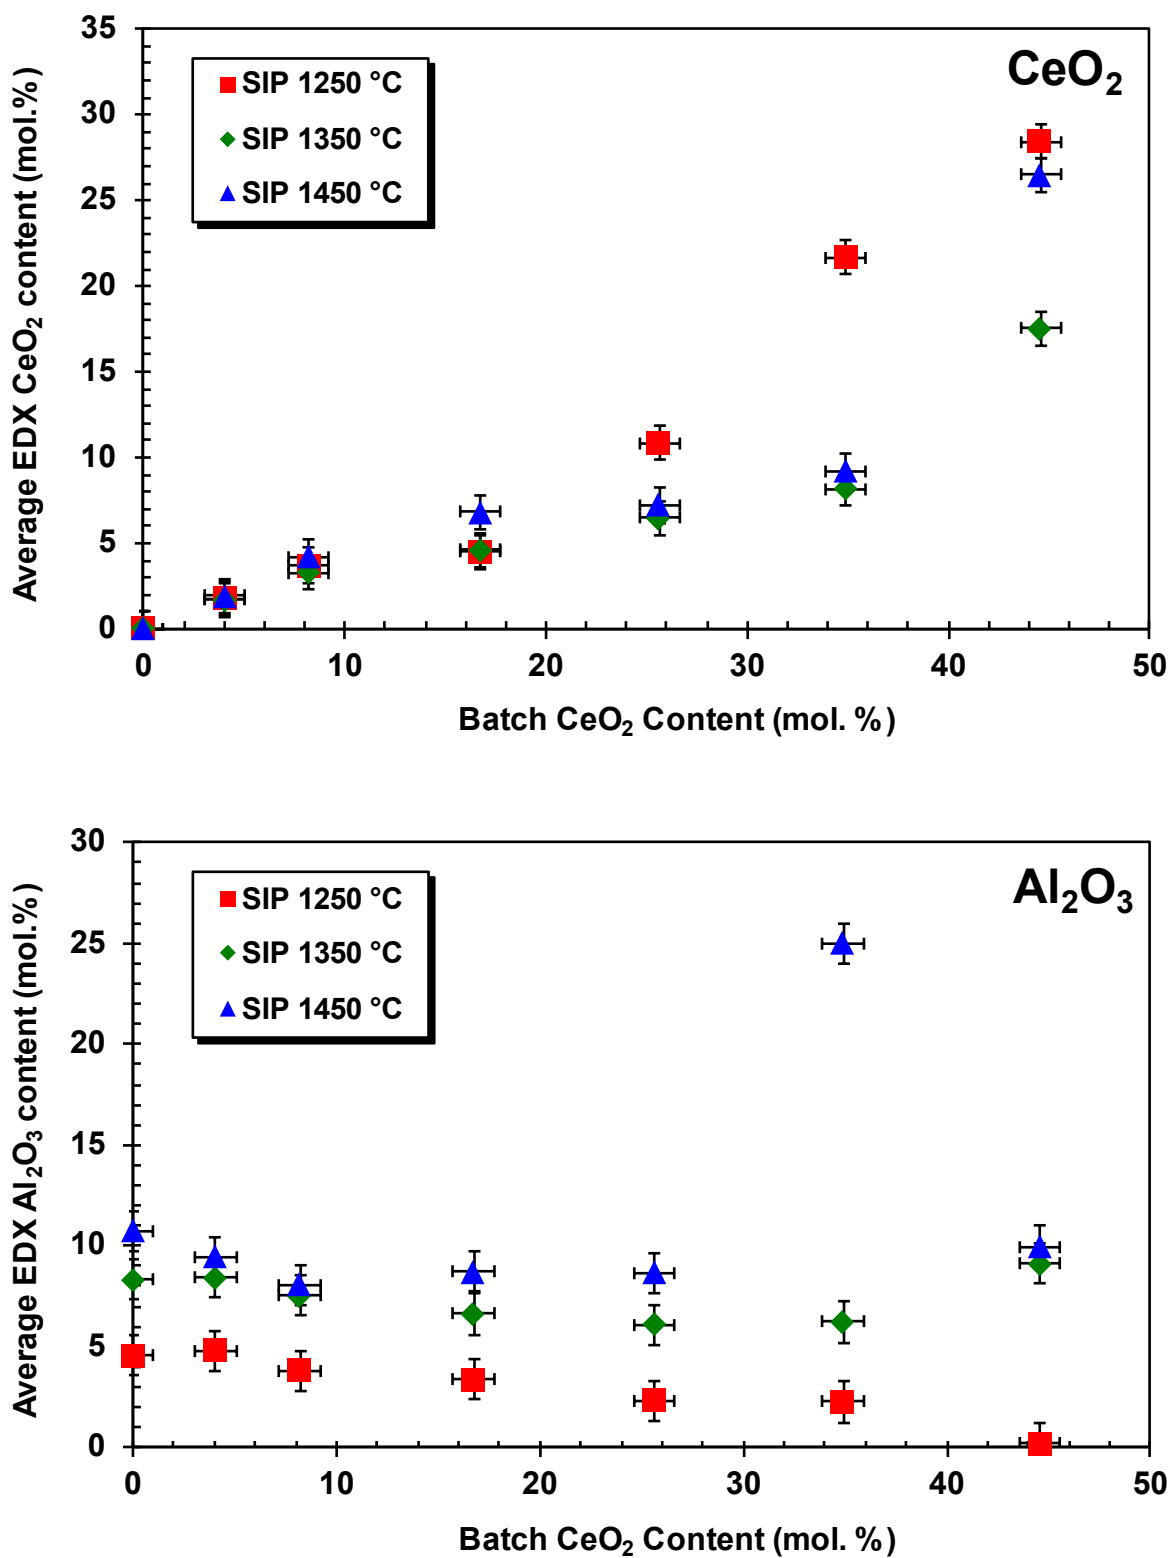 35
30
25
20
15
10
5
0
Average EDX CeO₂ content (mol.%)
SIP 1250 °C
SIP 1350 °C
SIP 1450 °C
CeO₂
0 10 20 30 40 50
Batch CeO₂ Content (mol. %)
30
25
20
15
10
5
0
Average EDX Al₂O₃ content (mol.%)
SIP 1250 °C
SIP 1350 °C
SIP 1450 °C
Al₂O₃
0 10 20 30 40 50
Batch CeO₂ Content (mol. %)